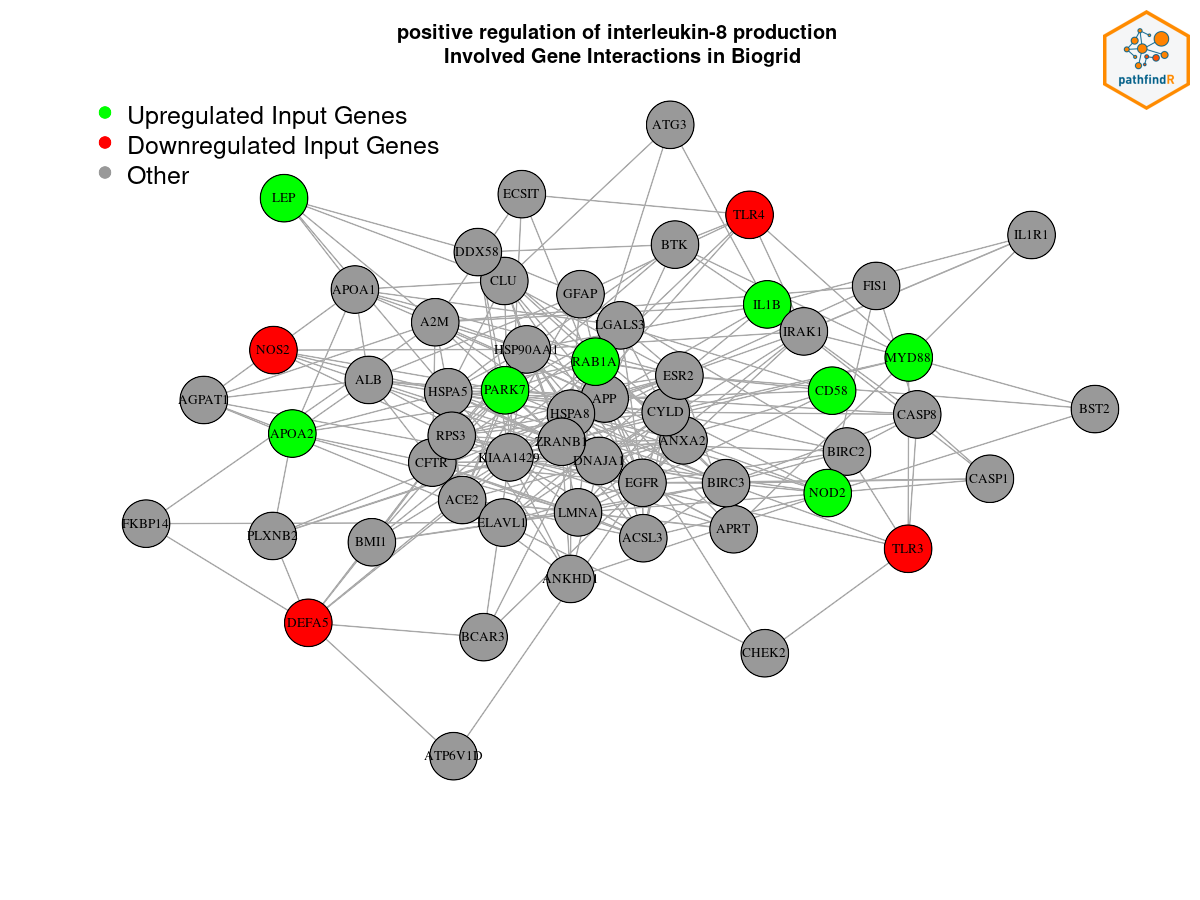 positive regulation of interleukin-8 production
Involved Gene Interactions in Biogrid
pathfindR
Upregulated Input Genes
Downregulated Input Genes
Other
ATG3
LEP
ECSIT
TLR4
IL1R1
DDX58
BTK
CLU
APOA1
GFAP
FIS1
IL1B
A2M
LGALS3
IRAK1
NOS2
HSP90AA1
RAB1A
MYD88
ESR2
ALB
HSPA5
PARK7
CD58
AGPAT1
APP
HSPA8
CYLD
CASP8
BST2
APOA2
RPS3
ZRANB1
ANXA2
BIRC2
CFTR
KIAA1429
DNAJA1
EGFR
BIRC3
CASP1
NOD2
ACE2
LMNA
FKBP14
PLXNB2
BMI1
ELAVL1
ACSL3
APRT
TLR3
ANKHD1
DEFA5
BCAR3
CHEK2
ATP6V1D